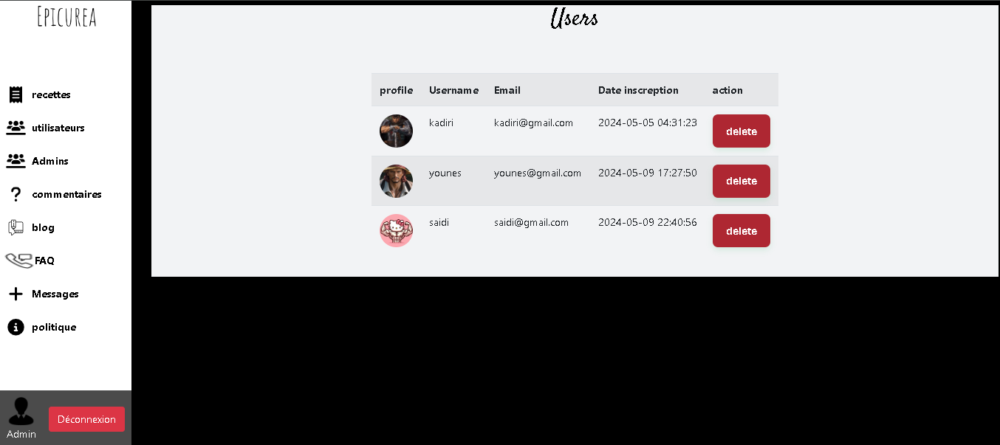 Epicurea
recettes
utilisateurs
Admins
commentaires
blog
FAQ
Messages
politique
Admin
Déconnexion
Users
profile Username Email Date inscreption action
kadiri kadiri@gmail.com 2024-05-05 04:31:23 delete
younes younes@gmail.com 2024-05-09 17:27:50 delete
saidi saidi@gmail.com 2024-05-09 22:40:56 delete